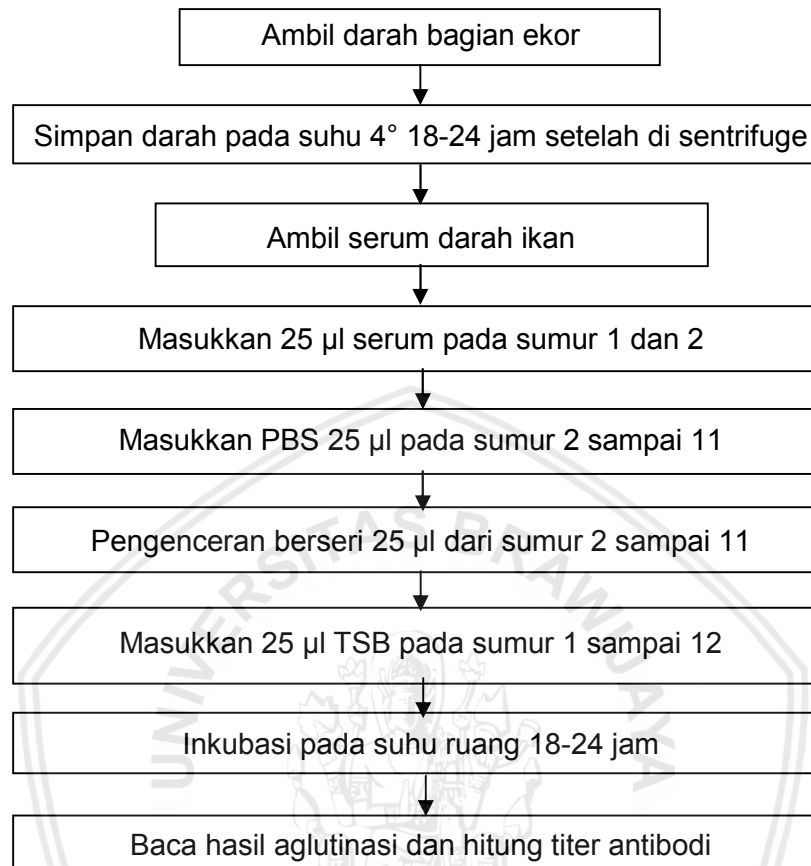 Ambil darah bagian ekor
Simpan darah pada suhu 4° 18-24 jam setelah di sentrifuge
Ambil serum darah ikan
Masukkan 25 µl serum pada sumur 1 dan 2
Masukkan PBS 25 µl pada sumur 2 sampai 11
Pengenceran berseri 25 µl dari sumur 2 sampai 11
Masukkan 25 µl TSB pada sumur 1 sampai 12
Inkubasi pada suhu ruang 18-24 jam
Baca hasil aglutinasi dan hitung titer antibodi
UNIVERSITAS BRAWIJAYA